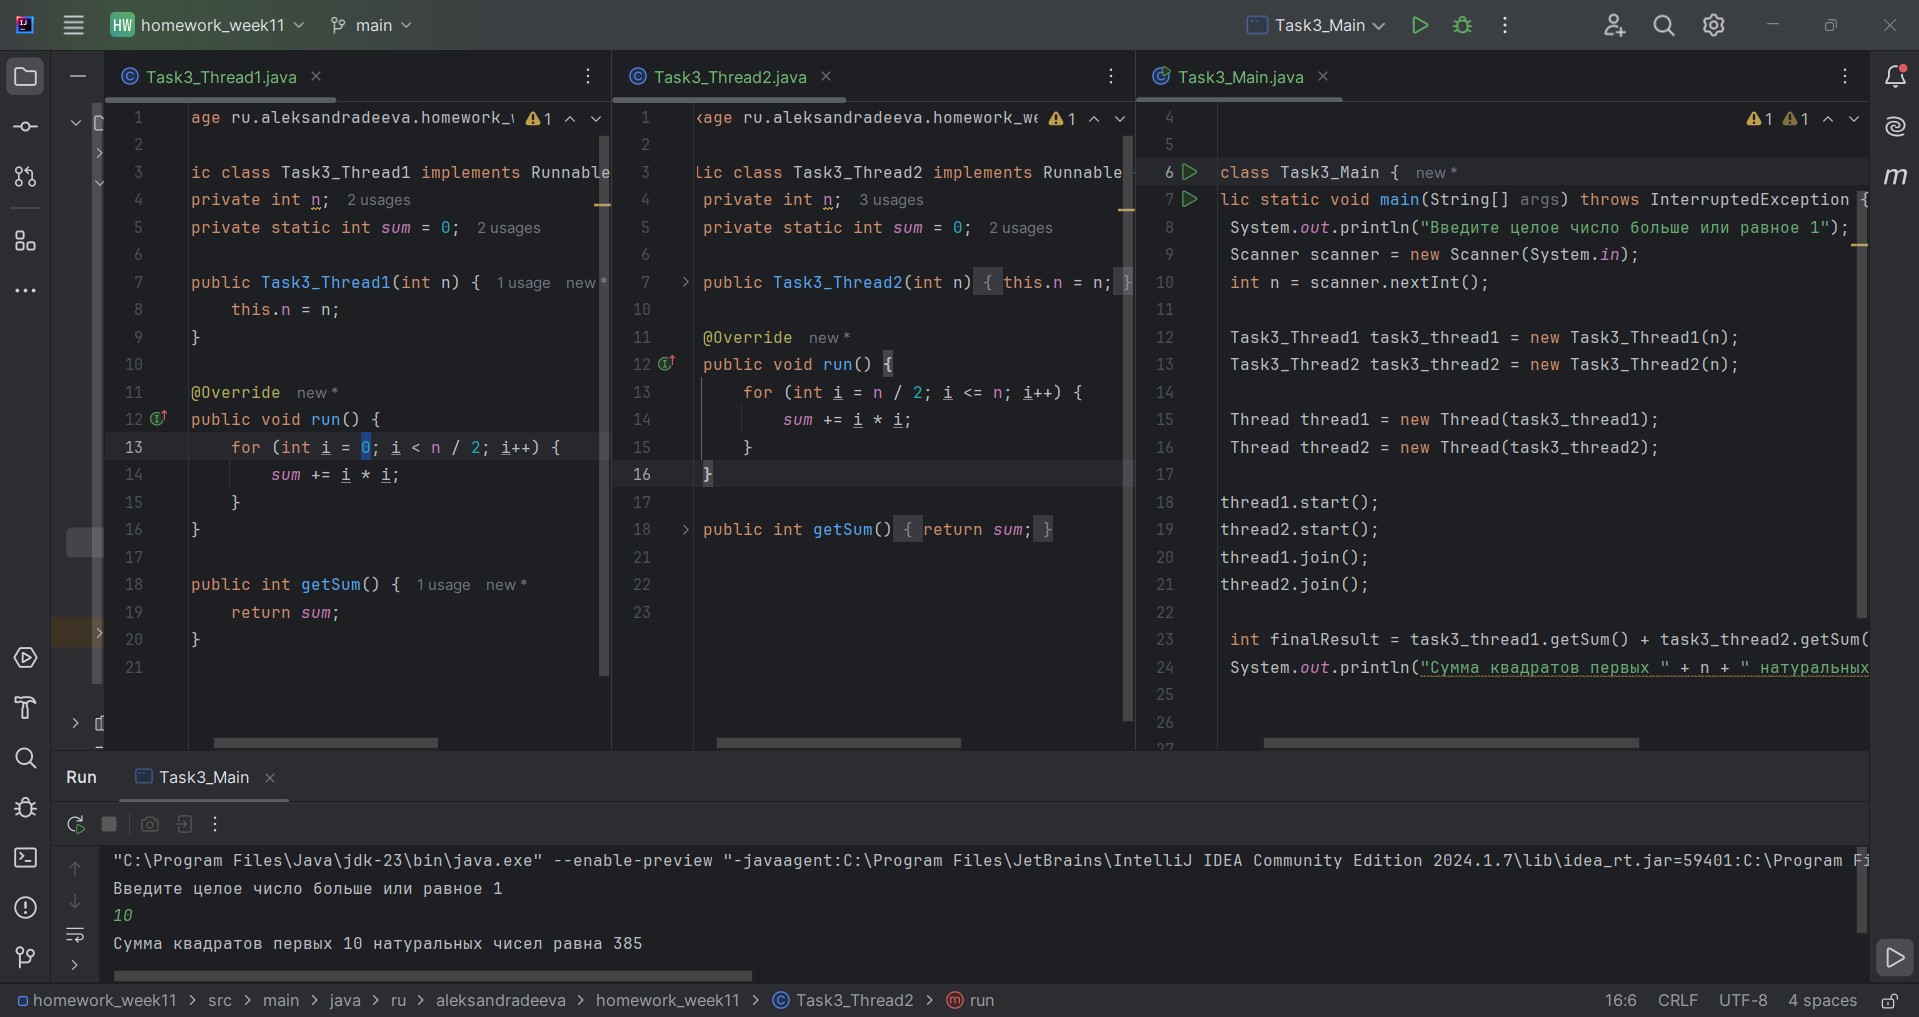 HW homework_week11 main Task3_Main
Task3_Thread1.java
1 age ru.aleksandradeeva.homework_w 1
2
3 ic class Task3_Thread1 implements Runnable
4 private int n; 2 usages
5 private static int sum = 0; 2 usages
6
7 public Task3_Thread1(int n) { 1 usage new *
8 this.n = n;
9 }
10
11 @Override new *
12 public void run() {
13 for (int i = 0; i < n / 2; i++) {
14 sum += i * i;
15 }
16 }
17
18 public int getSum() { 1 usage new *
19 return sum;
20 }
21
Task3_Thread2.java
1 kage ru.aleksandradeeva.homework_we 1
2
3 lic class Task3_Thread2 implements Runnable
4 private int n; 3 usages
5 private static int sum = 0; 2 usages
6
7 public Task3_Thread2(int n) { this.n = n; }
10
11 @Override new *
12 public void run() {
13 for (int i = n / 2; i <= n; i++) {
14 sum += i * i;
15 }
16 }
17
18 public int getSum() { return sum; }
21
22
23
Task3_Main.java
4 1 1
5
6 class Task3_Main { new *
7 lic static void main(String[] args) throws InterruptedException {
8 System.out.println("Введите целое число больше или равное 1");
9 Scanner scanner = new Scanner(System.in);
10 int n = scanner.nextInt();
11
12 Task3_Thread1 task3_thread1 = new Task3_Thread1(n);
13 Task3_Thread2 task3_thread2 = new Task3_Thread2(n);
14
15 Thread thread1 = new Thread(task3_thread1);
16 Thread thread2 = new Thread(task3_thread2);
17
18 thread1.start();
19 thread2.start();
20 thread1.join();
21 thread2.join();
22
23 int finalResult = task3_thread1.getSum() + task3_thread2.getSum(
24 System.out.println("Сумма квадратов первых " + n + " натуральных
25
26
27
Run Task3_Main
"C:\Program Files\Java\jdk-23\bin\java.exe" --enable-preview "-javaagent:C:\Program Files\JetBrains\IntelliJ IDEA Community Edition 2024.1.7\lib\idea_rt.jar=59401:C:\Program Fi
Введите целое число больше или равное 1
10
Сумма квадратов первых 10 натуральных чисел равна 385
homework_week11 > src > main > java > ru > aleksandradeeva > homework_week11 > Task3_Thread2 > run 16:6 CRLF UTF-8 4 spaces